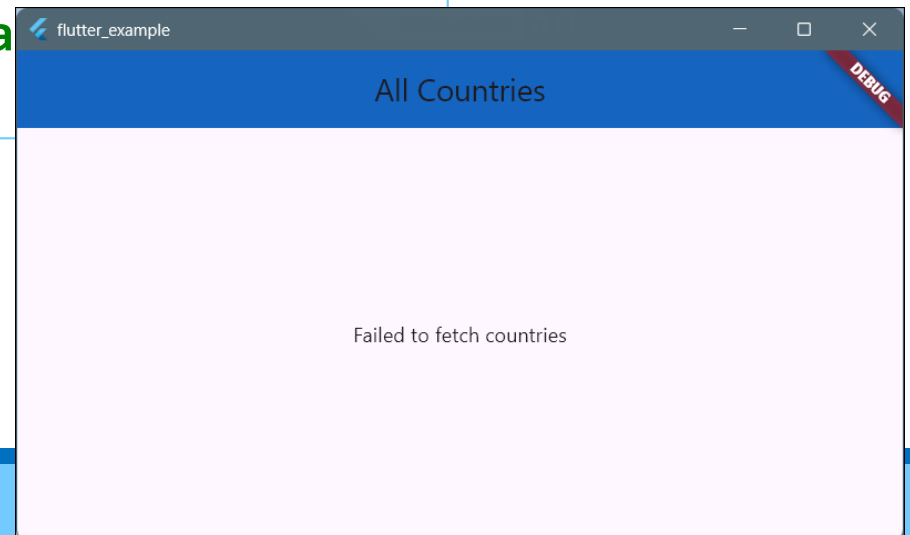 a
flutter_example
All Countries
DEBUG
Failed to fetch countries